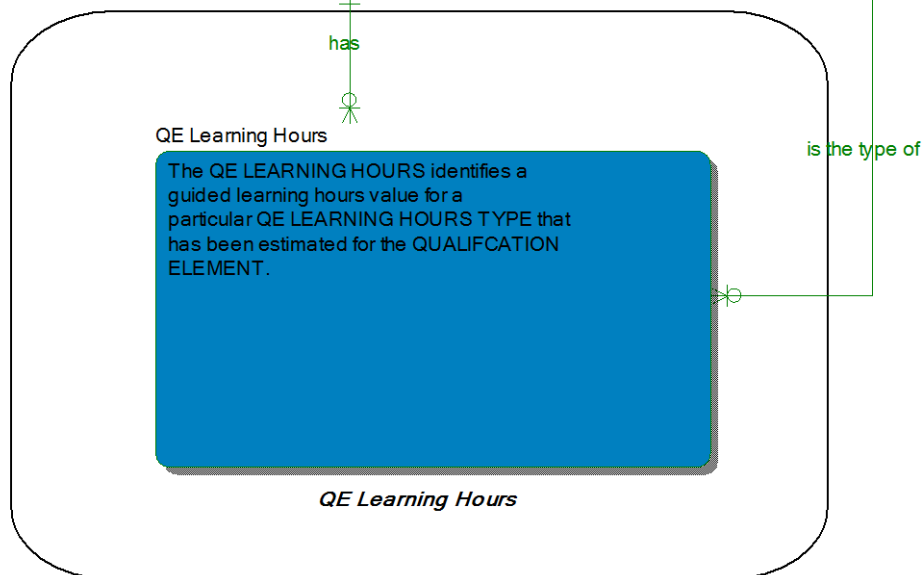 has
QE Learning Hours
is the type of
The QE LEARNING HOURS identifies a
guided learning hours value for a
particular QE LEARNING HOURS TYPE that
has been estimated for the QUALIFCATION
ELEMENT.
QE Learning Hours